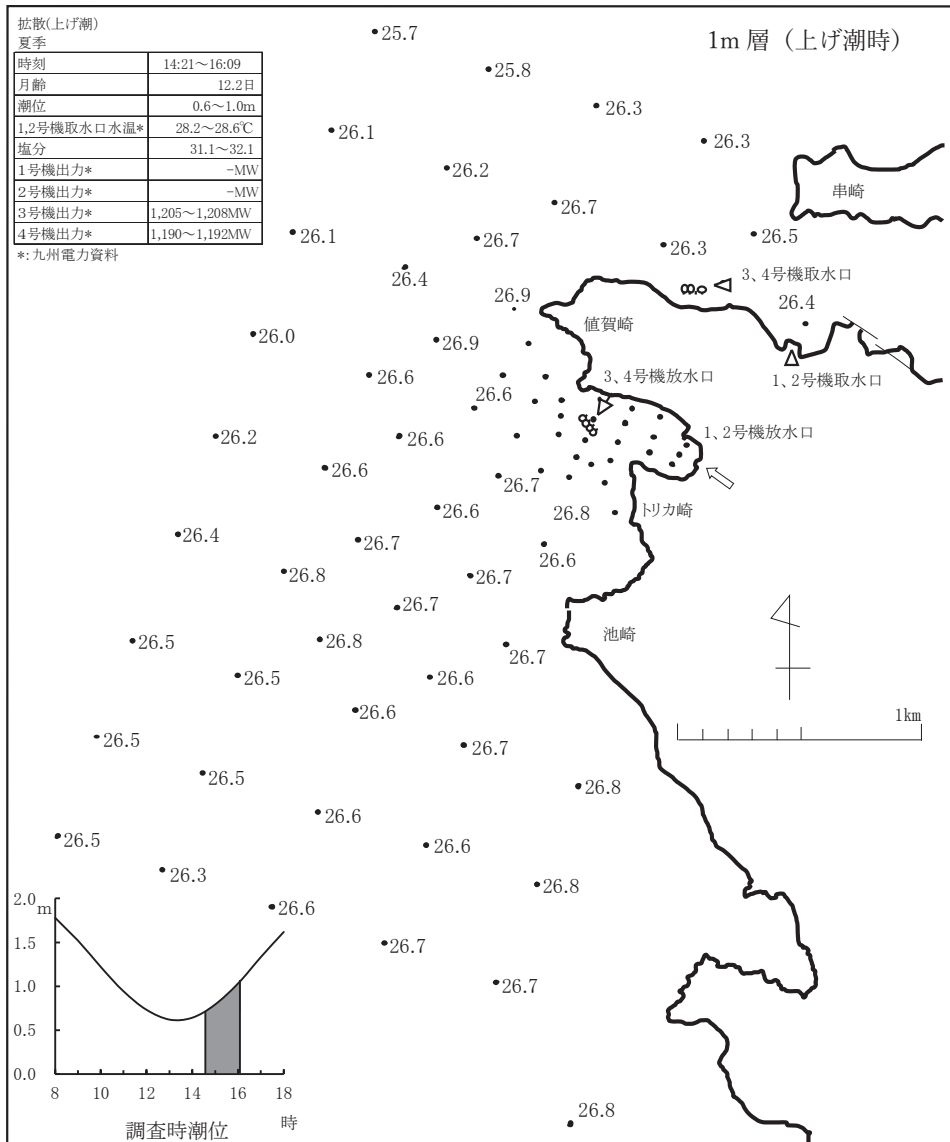 拡散(上げ潮)
夏季
時刻 14:21～16:09
月齢 12.2日
潮位 0.6～1.0m
1,2号機取水口水温* 28.2～28.6℃
塩分 31.1～32.1
1号機出力* -MW
2号機出力* -MW
3号機出力* 1,205～1,208MW
4号機出力* 1,190～1,192MW
*:九州電力資料
1m 層（上げ潮時）
25.7
25.8
26.3
26.1
26.3
26.2
串崎
26.7
26.1
26.7
26.3
26.5
26.4
3、4号機取水口
26.9
26.4
値賀崎
26.0
26.9
26.6
3、4号機放水口
1、2号機取水口
26.6
26.2
26.6
1、2号機放水口
26.6
26.7
26.6
26.8
トリカ崎
26.4
26.7
26.6
26.8
26.7
26.7
26.5
26.8
池崎
26.7
26.5
26.6
26.6
1km
26.5
26.7
26.5
26.8
26.6
26.5
26.6
26.3
26.8
26.6
26.7
26.7
26.8
2.0
m
1.5
1.0
0.5
0.0
8 10 12 14 16 18
時
調査時潮位